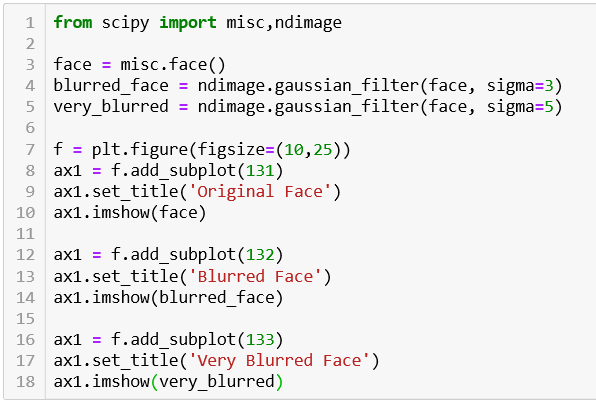 1 from scipy import misc,ndimage
2
3 face = misc.face()
4 blurred_face = ndimage.gaussian_filter(face, sigma=3)
5 very_blurred = ndimage.gaussian_filter(face, sigma=5)
6
7 f = plt.figure(figsize=(10,25))
8 ax1 = f.add_subplot(131)
9 ax1.set_title('Original Face')
10 ax1.imshow(face)
11
12 ax1 = f.add_subplot(132)
13 ax1.set_title('Blurred Face')
14 ax1.imshow(blurred_face)
15
16 ax1 = f.add_subplot(133)
17 ax1.set_title('Very Blurred Face')
18 ax1.imshow(very_blurred)